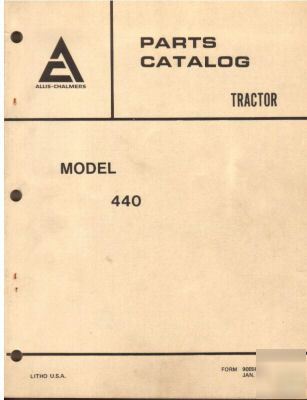 ALLIS-CHALMERS
PARTS
CATALOG
TRACTOR
MODEL
440
LITHO U.S.A.
FORM
JAN.